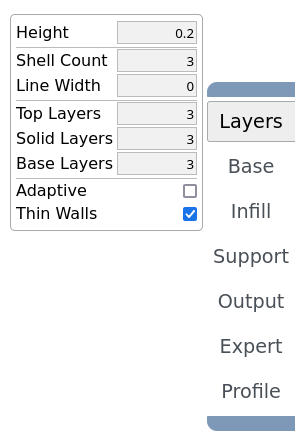 Height 0.2
Shell Count 3
Line Width 0
Top Layers 3
Solid Layers 3
Base Layers 3
Adaptive
Thin Walls
Layers
Base
Infill
Support
Output
Expert
Profile